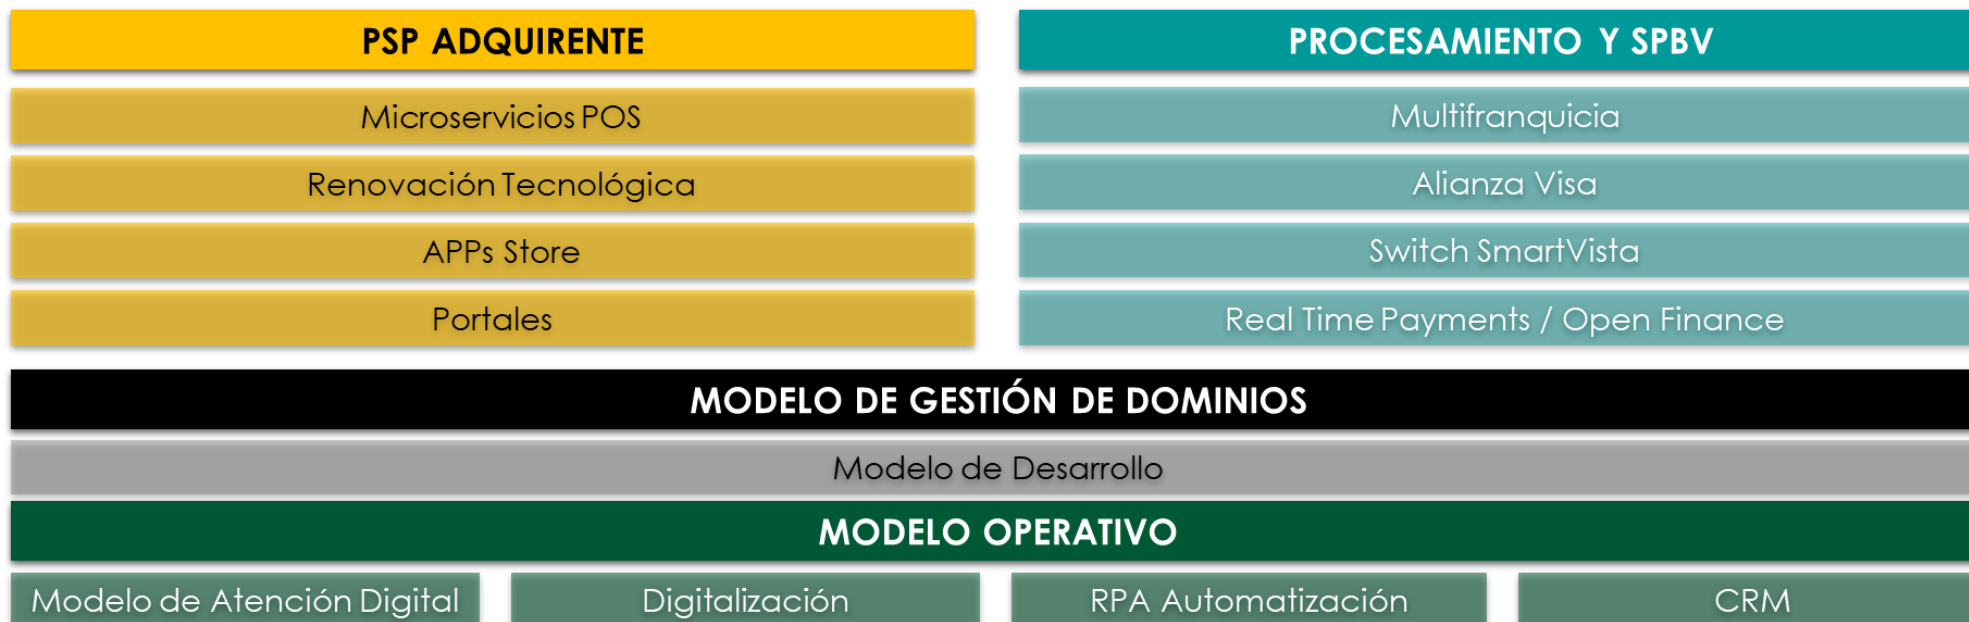 PSP ADQUIRENTE
Microservicios POS
Renovación Tecnológica
APPs Store
Portales
PROCESAMIENTO Y SPBV
Multifranquicia
Alianza Visa
Switch SmartVista
Real Time Payments / Open Finance
MODELO DE GESTIÓN DE DOMINIOS
Modelo de Desarrollo
MODELO OPERATIVO
Modelo de Atención Digital
Digitalización
RPA Automatización
CRM